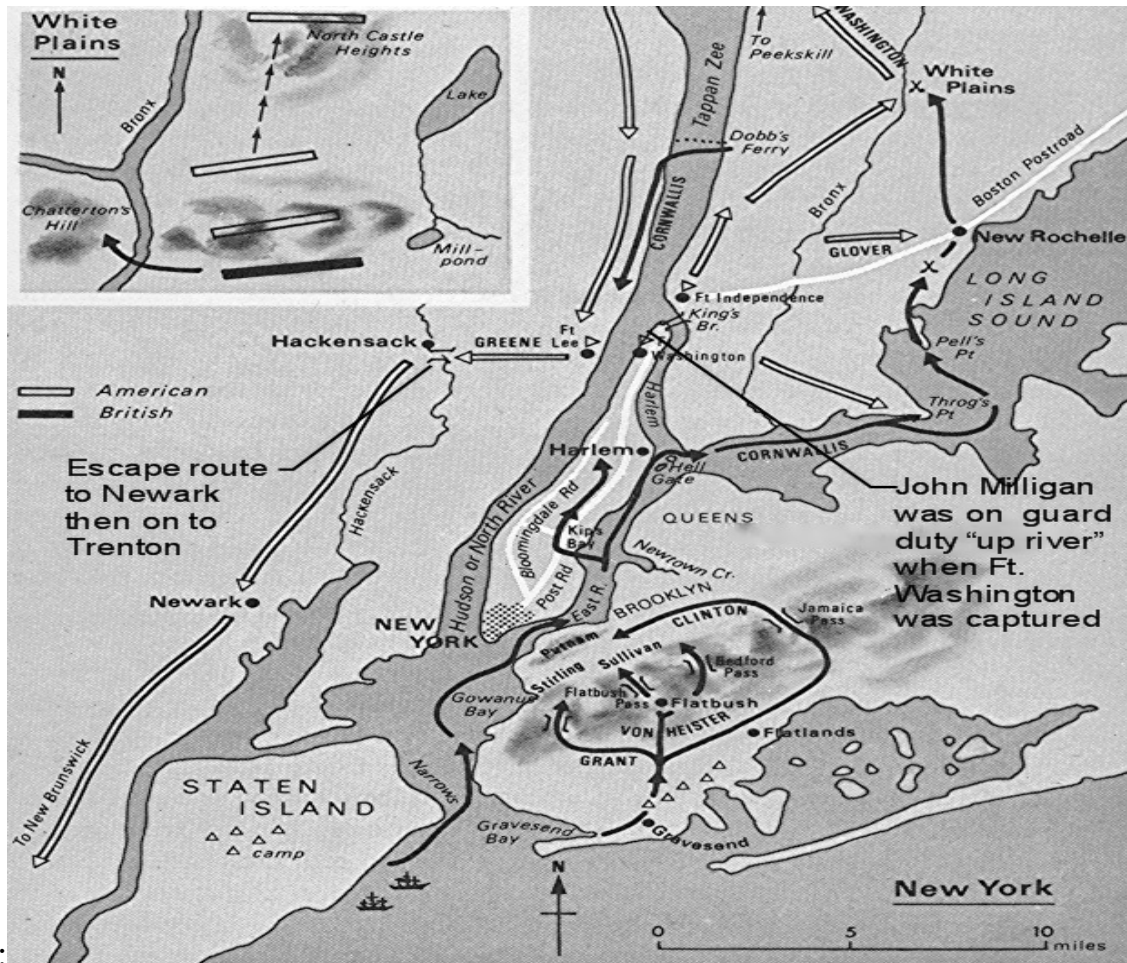 White
Plains
N
Bronx
North Castle
Heights
Lake
Chatterton's
Hill
Mill-
pond
Tappan Zee
To
Peekskill
WASHINGTON
White
Plains
Dobb's
Ferry
CORNWALLIS
Bronx
Boston Postroad
GLOVER
New Rochelle
LONG
ISLAND
SOUND
Ft Independence
King's
Br.
Pell's
Pt
Throg's
Pt
Hackensack
GREENE
Ft
Lee
Washington
American
British
Harlem
Harlem
Hell
Gate
CORNWALLIS
Escape route
to Newark
then on to
Trenton
John Milligan
was on guard
duty “up river”
when Ft.
Washington
was captured
Hackensack
Hudson or North River
Bloomingdale Rd
Kip's
Bay
Post Rd
East R.
QUEENS
Newtown Ct.
Newark
NEW
YORK
BROOKLYN
CLINTON
Jamaica
Pass
Putnam
Stirling
Sullivan
Bedford
Pass
Gowanus
Bay
Flatbush
Pass
Flatbush
VON HEISTER
Flatlands
GRANT
To New Brunswick
STATEN
ISLAND
camp
Narrows
Gravesend
Bay
Gravesend
N
New York
0
5
10
miles
: